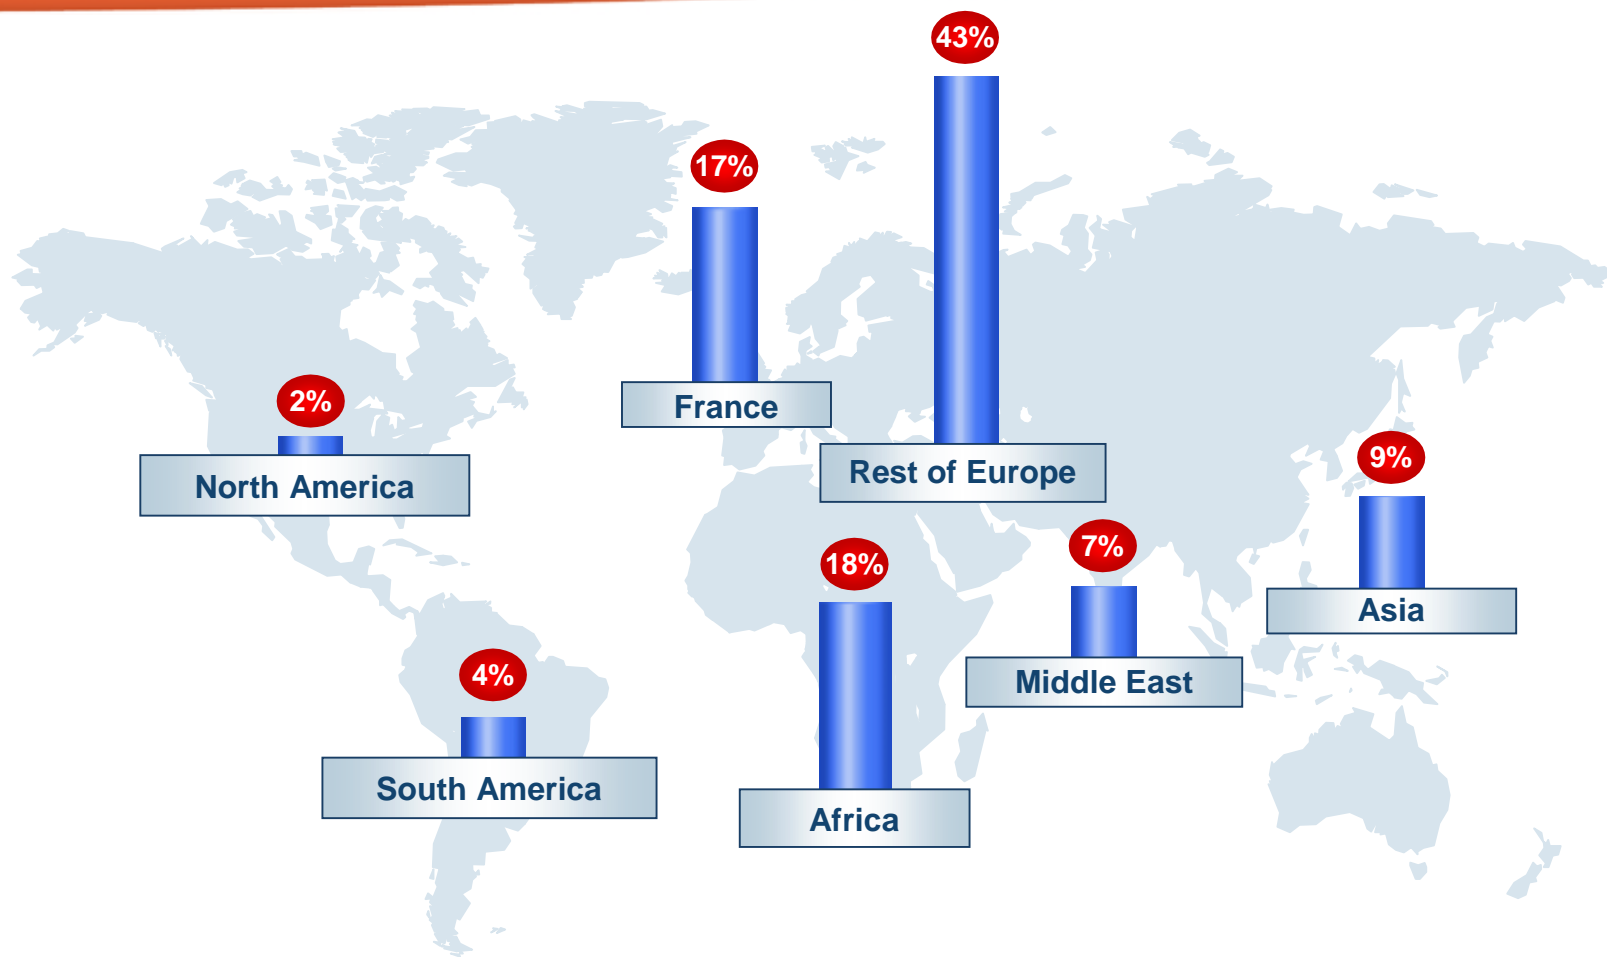 43%
Rest of Europe
17%
France
2%
North America
9%
Asia
7%
Middle East
18%
Africa
4%
South America